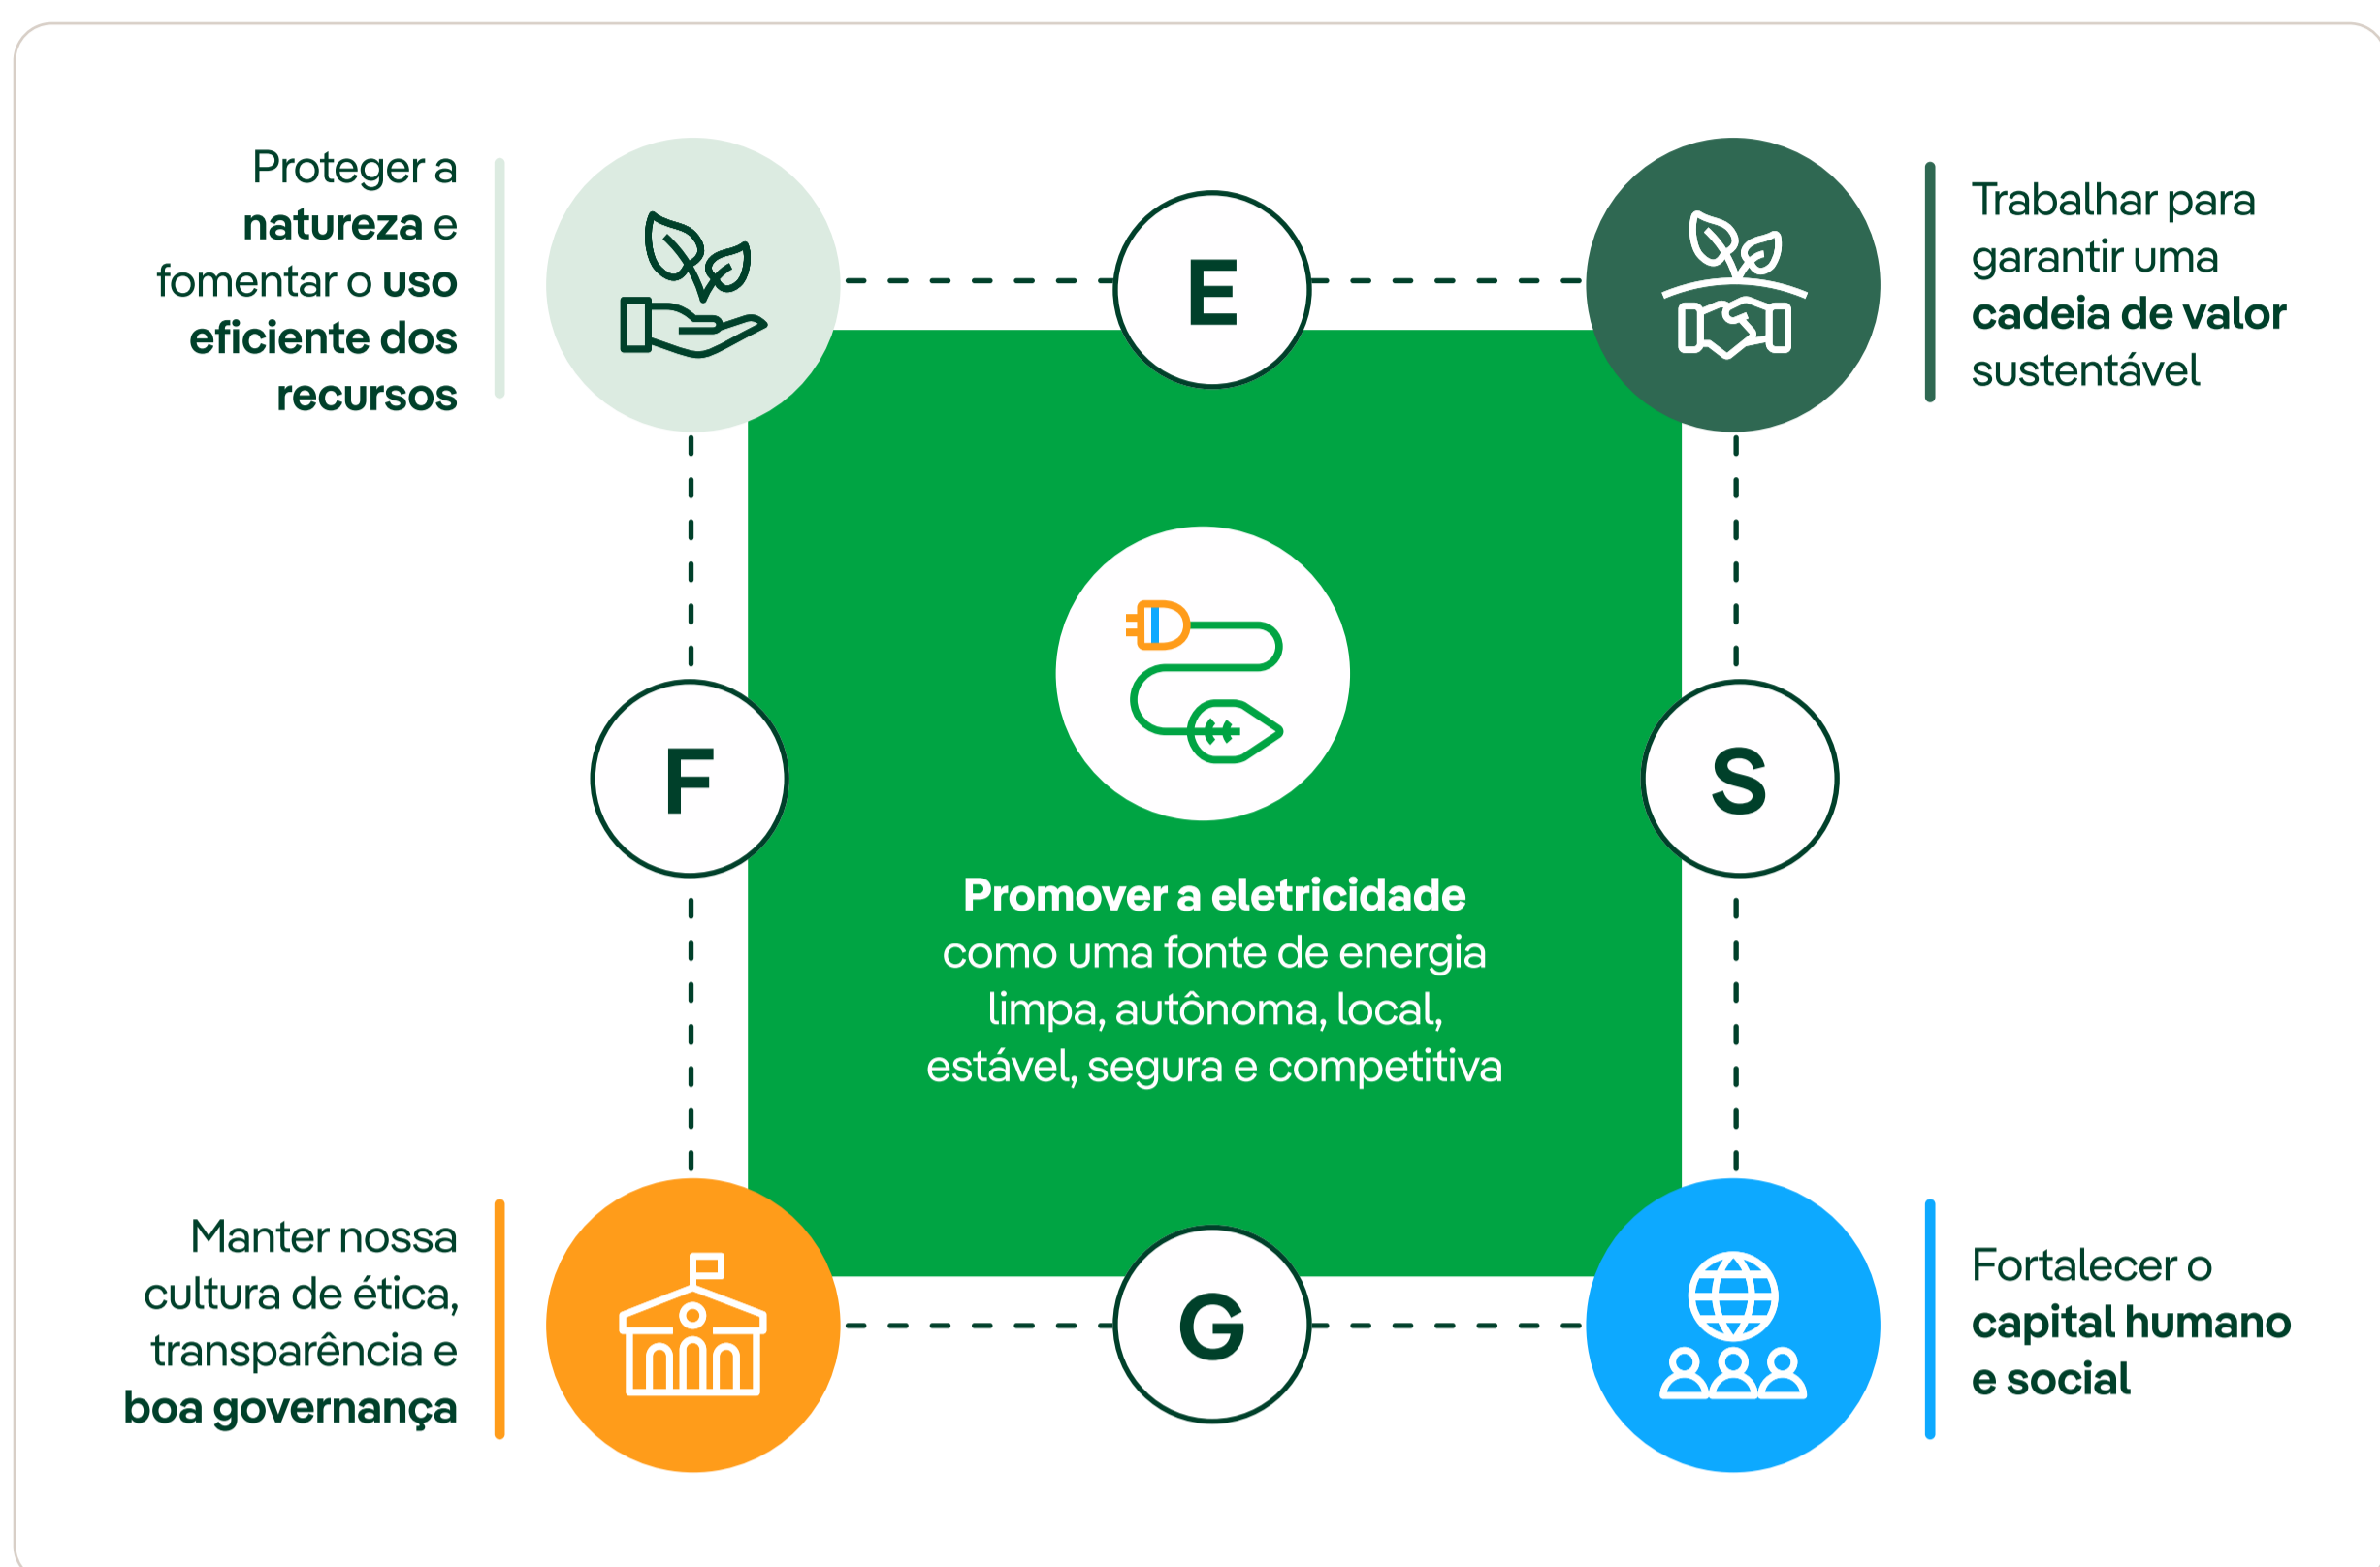 Proteger a
natureza e
fomentar o uso
eficiente dos
recursos
E
Trabalhar para
garantir uma
cadeia de valor
sustentável
F
S
Promover a eletricidade
como uma fonte de energia
limpa, autônoma, local,
estável, segura e competitiva
Manter nossa
cultura de ética,
transparência e
boa governança
G
Fortalecer o
capital humano
e social